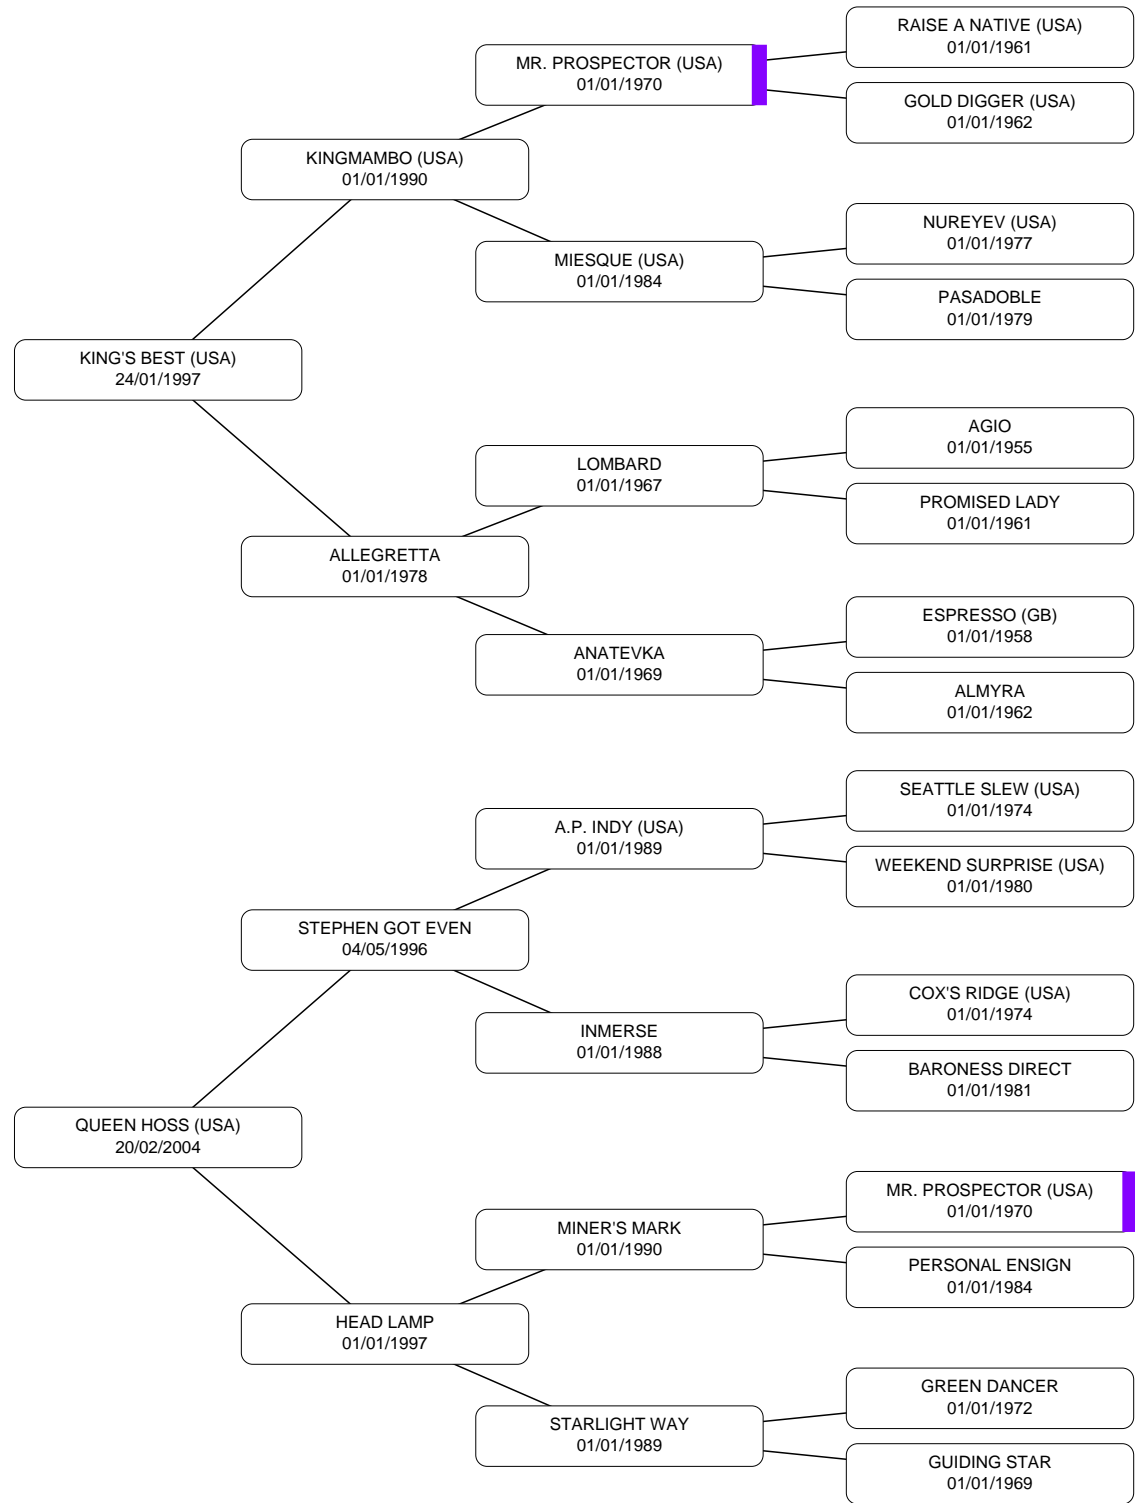 RAISE A NATIVE (USA)
01/01/1961
MR. PROSPECTOR (USA)
01/01/1970
GOLD DIGGER (USA)
01/01/1962
KINGMAMBO (USA)
01/01/1990
NUREYEV (USA)
01/01/1977
MIESQUE (USA)
01/01/1984
PASADOBLE
01/01/1979
KING'S BEST (USA)
24/01/1997
AGIO
01/01/1955
LOMBARD
01/01/1967
PROMISED LADY
01/01/1961
ALLEGRETTA
01/01/1978
ESPRESSO (GB)
01/01/1958
ANATEVKA
01/01/1969
ALMYRA
01/01/1962
SEATTLE SLEW (USA)
01/01/1974
A.P. INDY (USA)
01/01/1989
WEEKEND SURPRISE (USA)
01/01/1980
STEPHEN GOT EVEN
04/05/1996
COX'S RIDGE (USA)
01/01/1974
INMERSE
01/01/1988
BARONESS DIRECT
01/01/1981
QUEEN HOSS (USA)
20/02/2004
MR. PROSPECTOR (USA)
01/01/1970
MINER'S MARK
01/01/1990
PERSONAL ENSIGN
01/01/1984
HEAD LAMP
01/01/1997
GREEN DANCER
01/01/1972
STARLIGHT WAY
01/01/1989
GUIDING STAR
01/01/1969